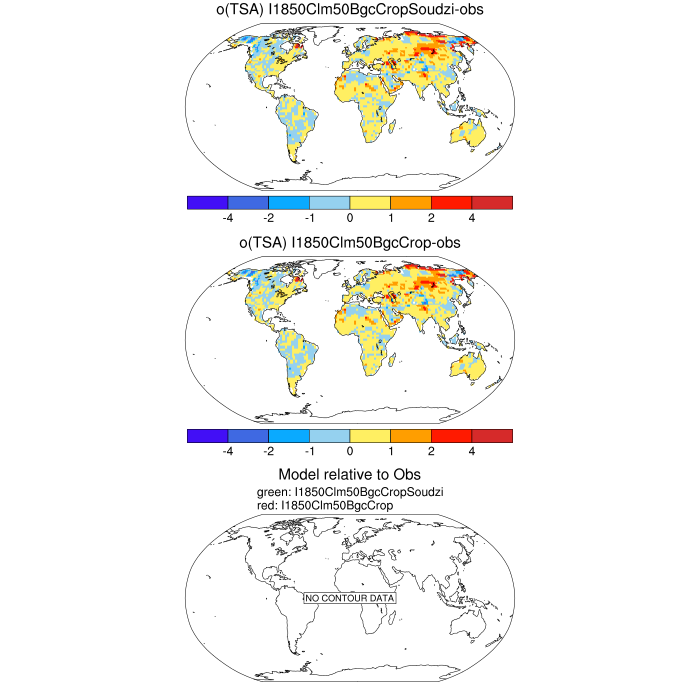 σ(TSA) I1850Clm50BgcCropSoudzi-obs
-4 -2 -1 0 1 2 4
σ(TSA) I1850Clm50BgcCrop-obs
-4 -2 -1 0 1 2 4
Model relative to Obs
green: I1850Clm50BgcCropSoudzi
red: I1850Clm50BgcCrop
NO CONTOUR DATA